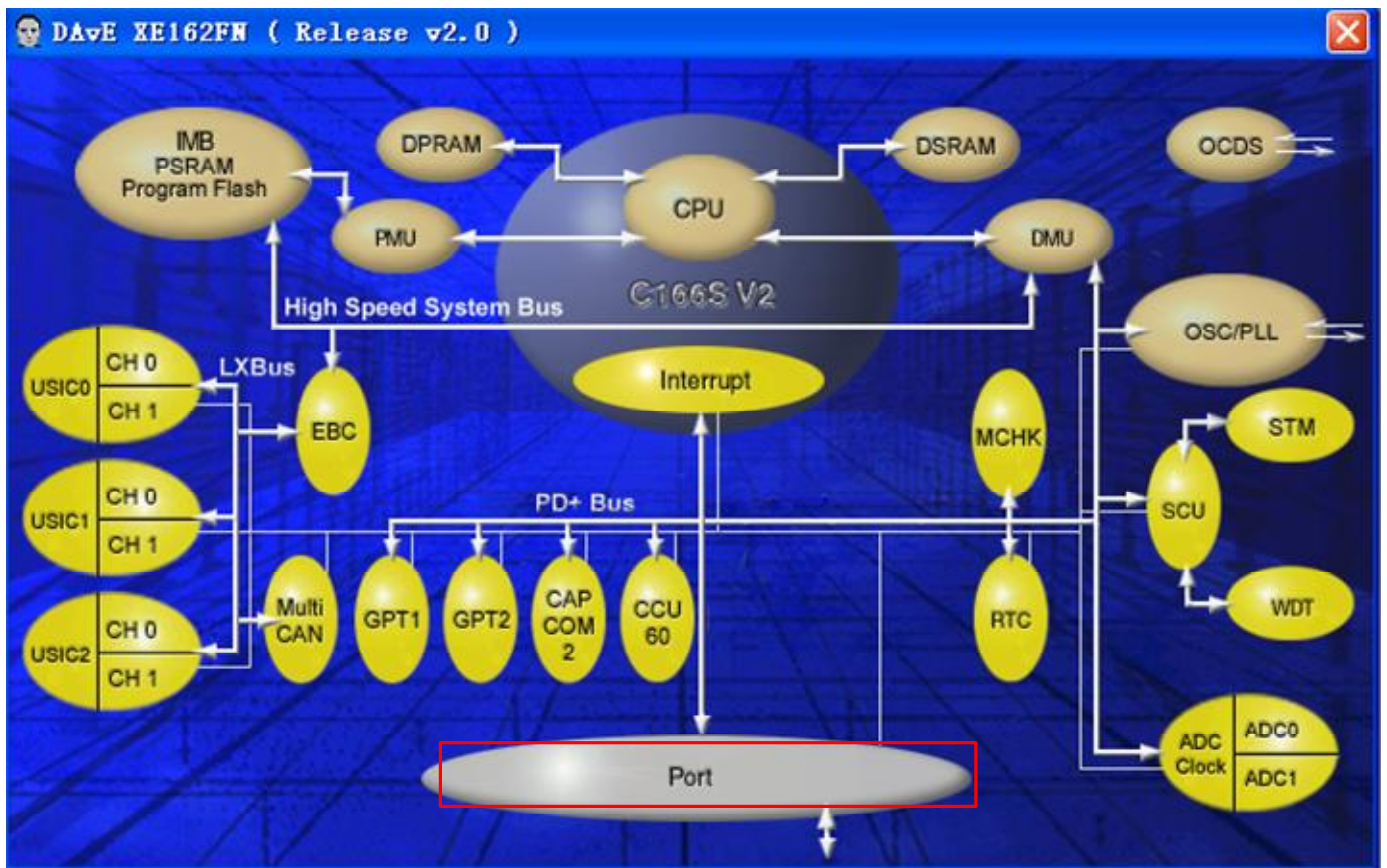 DAvE XE162FN ( Release v2.0 )
IMB
PSRAM
Program Flash
DPRAM
DSRAM
OCDS
CPU
PMU
DMU
C166S V2
High Speed System Bus
OSC/PLL
LXBus
USIC0
CH 0
CH 1
EBC
Interrupt
MCHK
STM
SCU
USIC1
CH 0
CH 1
PD+ Bus
Multi
CAN
GPT1
GPT2
CAP
COM
2
CCU
60
RTC
WDT
USIC2
CH 0
CH 1
ADC
Clock
ADC0
ADC1
Port